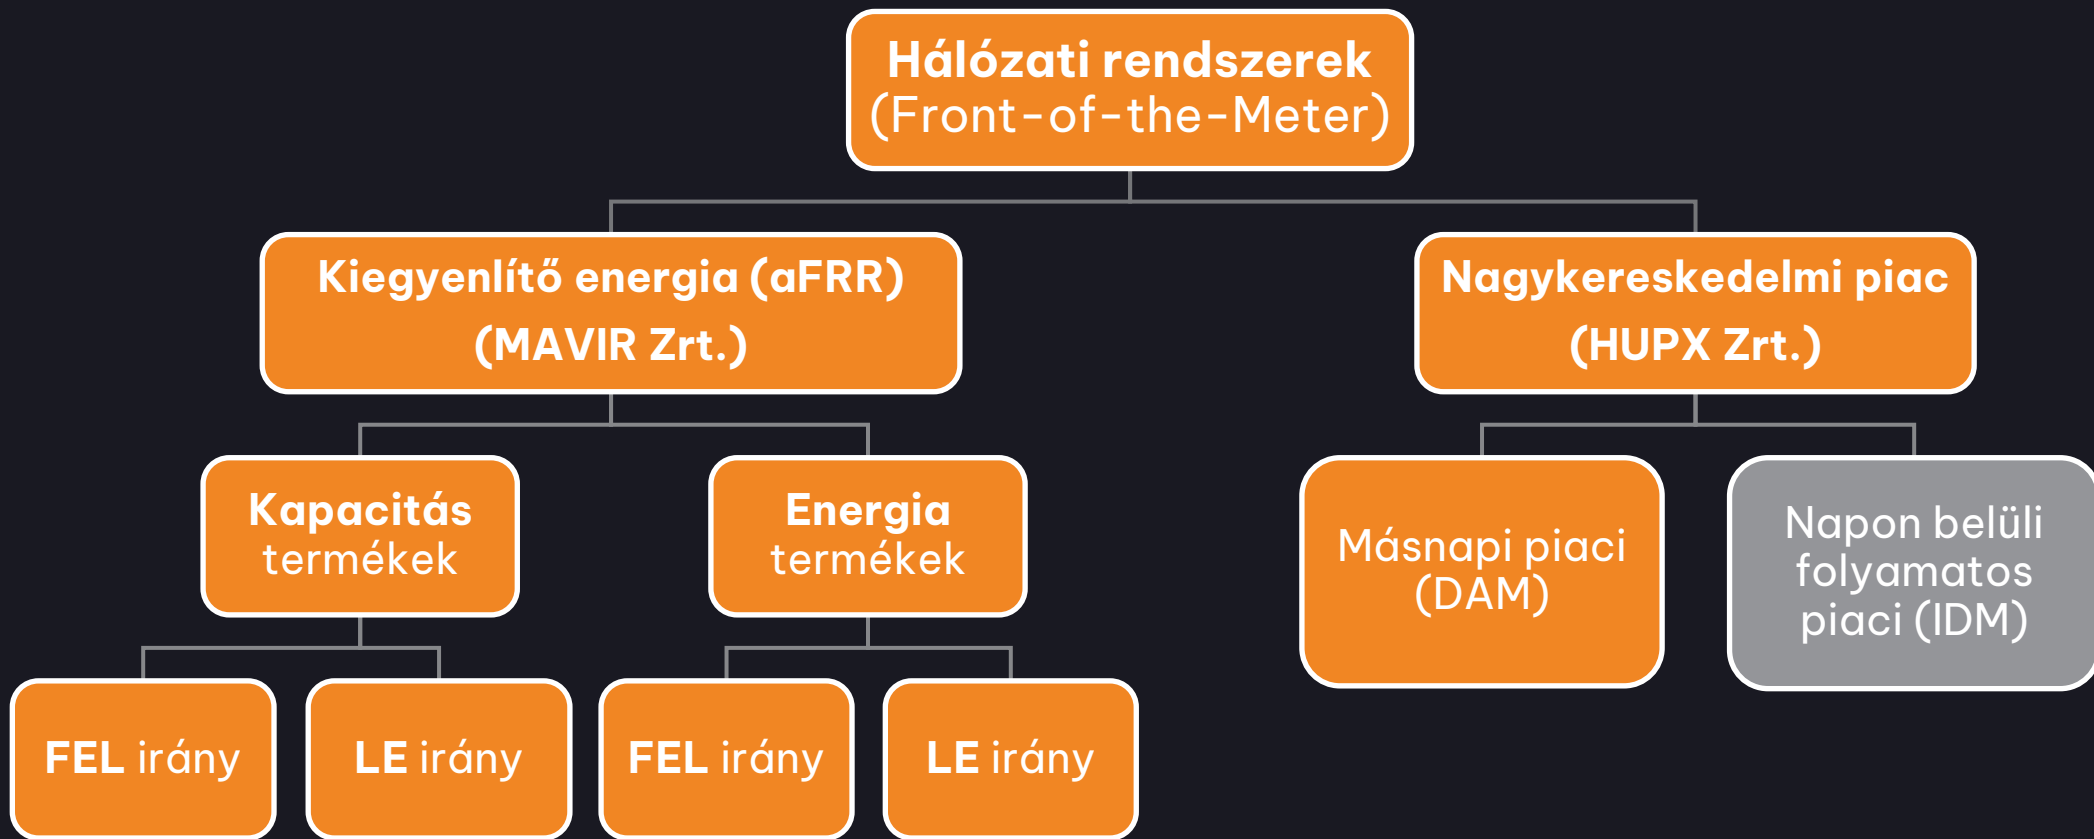 Hálózati rendszerek
(Front-of-the-Meter)
Kiegyenlítő energia (aFRR)
(MAVIR Zrt.)
Nagykereskedelmi piac
(HUPX Zrt.)
Kapacitás
termékek
Energia
termékek
Másnapi piaci
(DAM)
Napon belüli
folyamatos
piaci (IDM)
FEL irány
LE irány
FEL irány
LE irány